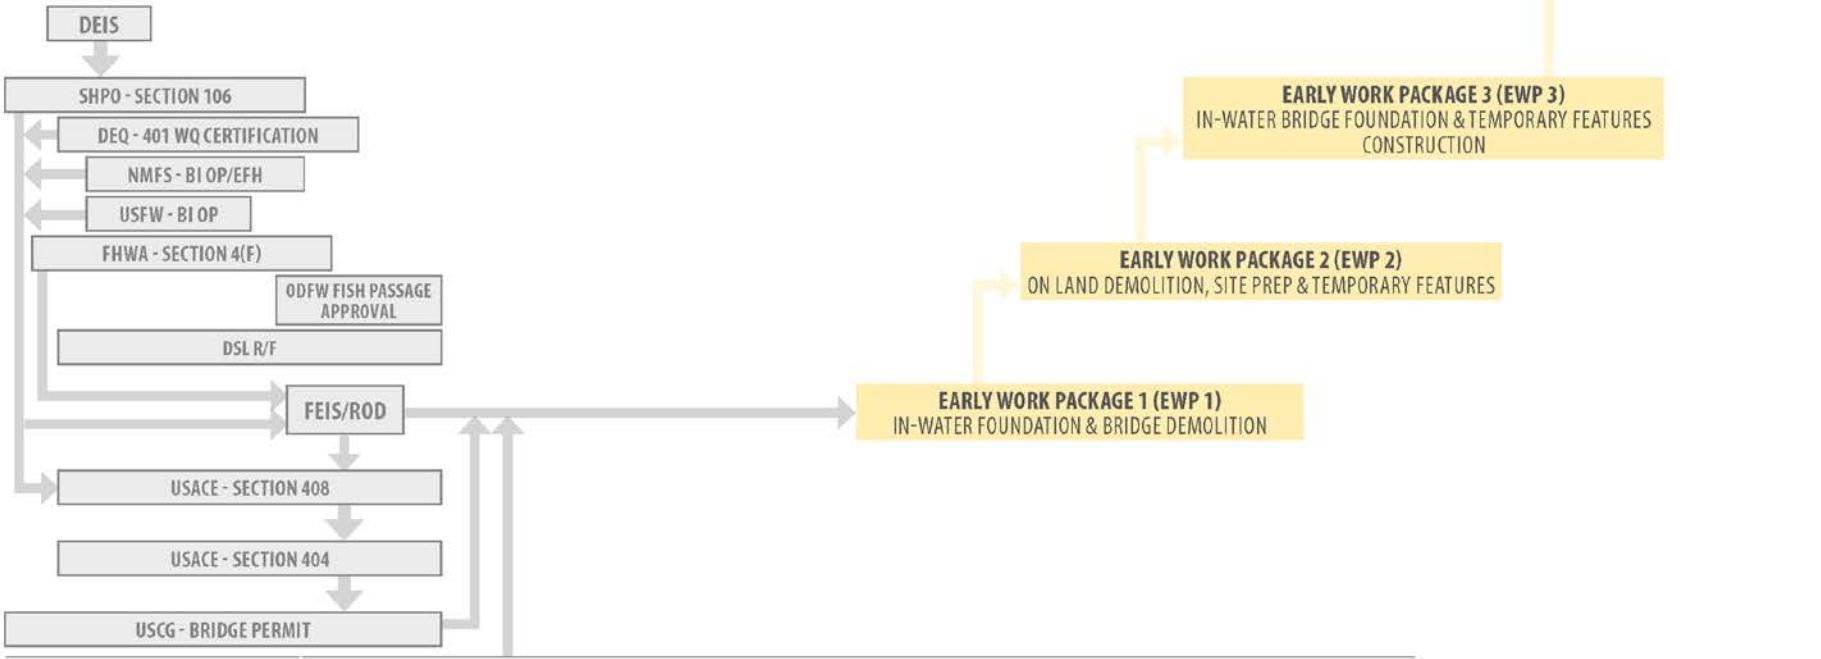 DEIS
SHPO - SECTION 106
DEQ - 401 WQ CERTIFICATION
NMFS - BI OP/EFH
USFW - BI OP
FHWA - SECTION 4(F)
ODFW FISH PASSAGE
APPROVAL
DSL R/F
FEIS/ROD
USACE - SECTION 408
USACE - SECTION 404
USCG - BRIDGE PERMIT
EARLY WORK PACKAGE 1 (EWP 1)
IN-WATER FOUNDATION & BRIDGE DEMOLITION
EARLY WORK PACKAGE 2 (EWP 2)
ON LAND DEMOLITION, SITE PREP & TEMPORARY FEATURES
EARLY WORK PACKAGE 3 (EWP 3)
IN-WATER BRIDGE FOUNDATION & TEMPORARY FEATURES
CONSTRUCTION